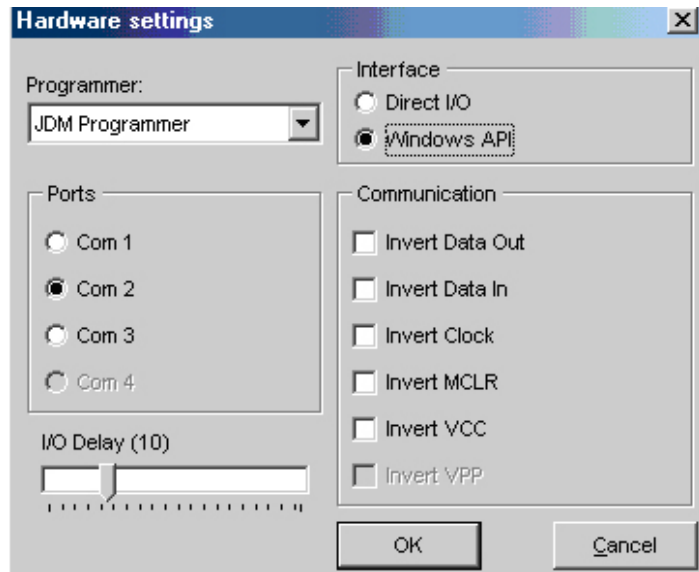 Hardware settings
Programmer:
JDM Programmer
Interface
Direct I/O
Windows API
Ports
Com 1
Com 2
Com 3
Com 4
Communication
Invert Data Out
Invert Data In
Invert Clock
Invert MCLR
Invert VCC
Invert VPP
I/O Delay (10)
OK
Cancel